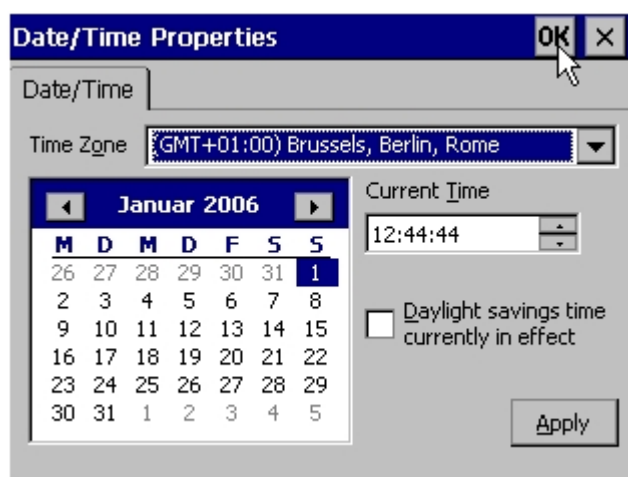 Date/Time Properties OK ×
Date/Time
Time Zone (GMT+01:00) Brussels, Berlin, Rome
Januar 2006
M D M D F S S
26 27 28 29 30 31 1
2 3 4 5 6 7 8
9 10 11 12 13 14 15
16 17 18 19 20 21 22
23 24 25 26 27 28 29
30 31 1 2 3 4 5
Current Time
12:44:44
Daylight savings time
currently in effect
Apply